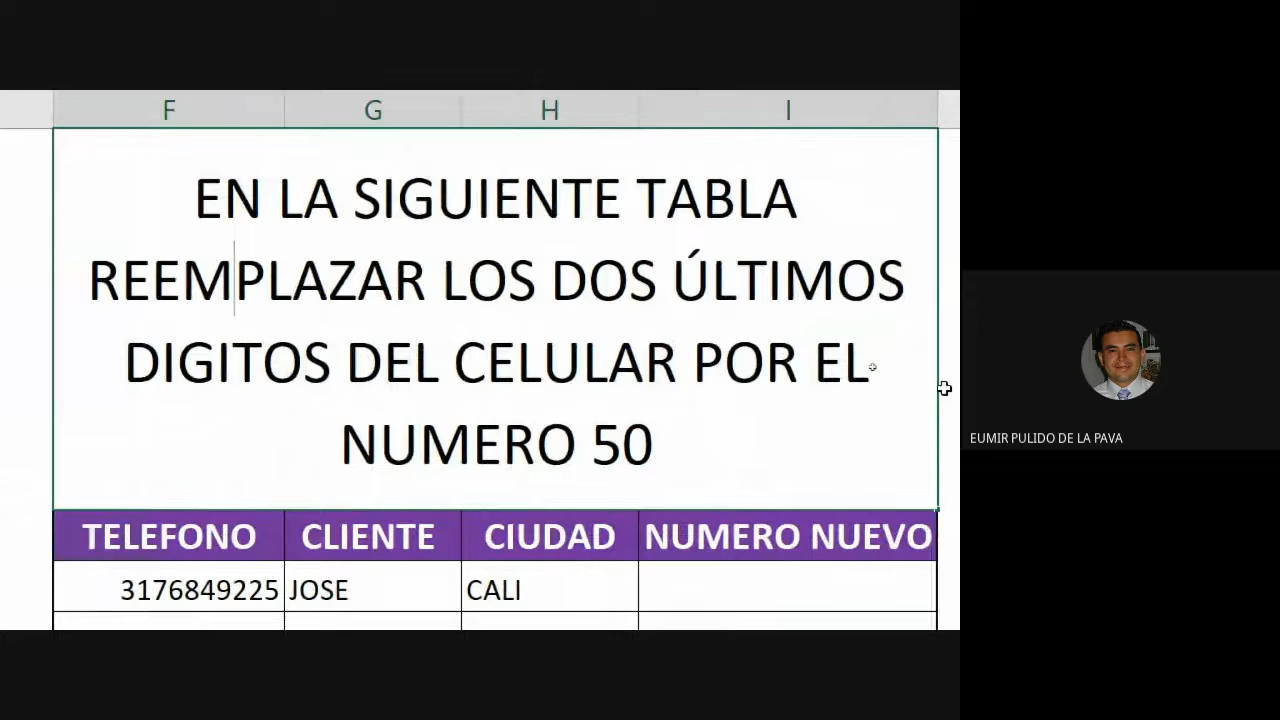 F G H I
EN LA SIGUIENTE TABLA
REEMPLAZAR LOS DOS ÚLTIMOS
DIGITOS DEL CELULAR POR EL
NUMERO 50
TELEFONO CLIENTE CIUDAD NUMERO NUEVO
3176849225 JOSE CALI
EUMIR PULIDO DE LA PAVA